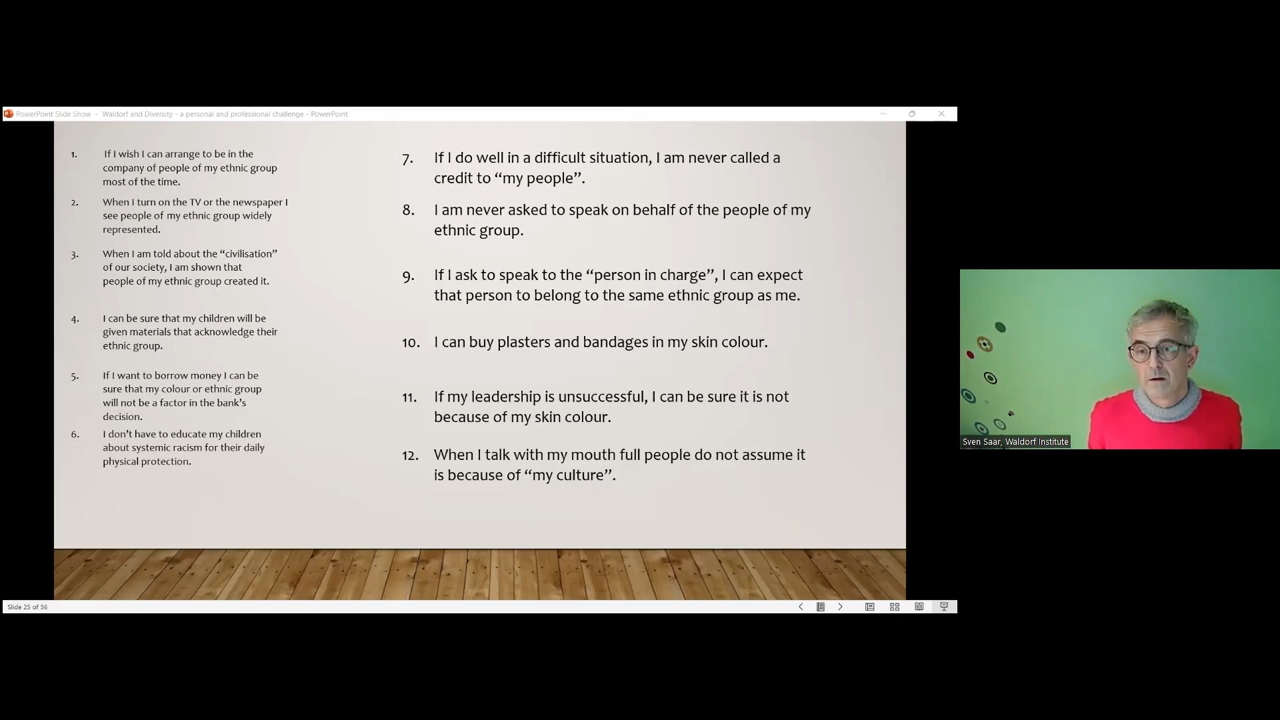 PowerPoint Slide Show - Waldorf and Diversity - a personal and professional challenge - PowerPoint
1. If I wish I can arrange to be in the
company of people of my ethnic group
most of the time.
2. When I turn on the TV or the newspaper I
see people of my ethnic group widely
represented.
3. When I am told about the “civilisation”
of our society, I am shown that
people of my ethnic group created it.
4. I can be sure that my children will be
given materials that acknowledge their
ethnic group.
5. If I want to borrow money I can be
sure that my colour or ethnic group
will not be a factor in the bank’s
decision.
6. I don’t have to educate my children
about systemic racism for their daily
physical protection.
7. If I do well in a difficult situation, I am never called a
credit to “my people”.
8. I am never asked to speak on behalf of the people of my
ethnic group.
9. If I ask to speak to the “person in charge”, I can expect
that person to belong to the same ethnic group as me.
10. I can buy plasters and bandages in my skin colour.
11. If my leadership is unsuccessful, I can be sure it is not
because of my skin colour.
12. When I talk with my mouth full people do not assume it
is because of “my culture”.
Sven Saar, Waldorf Institute
Slide 25 of 56